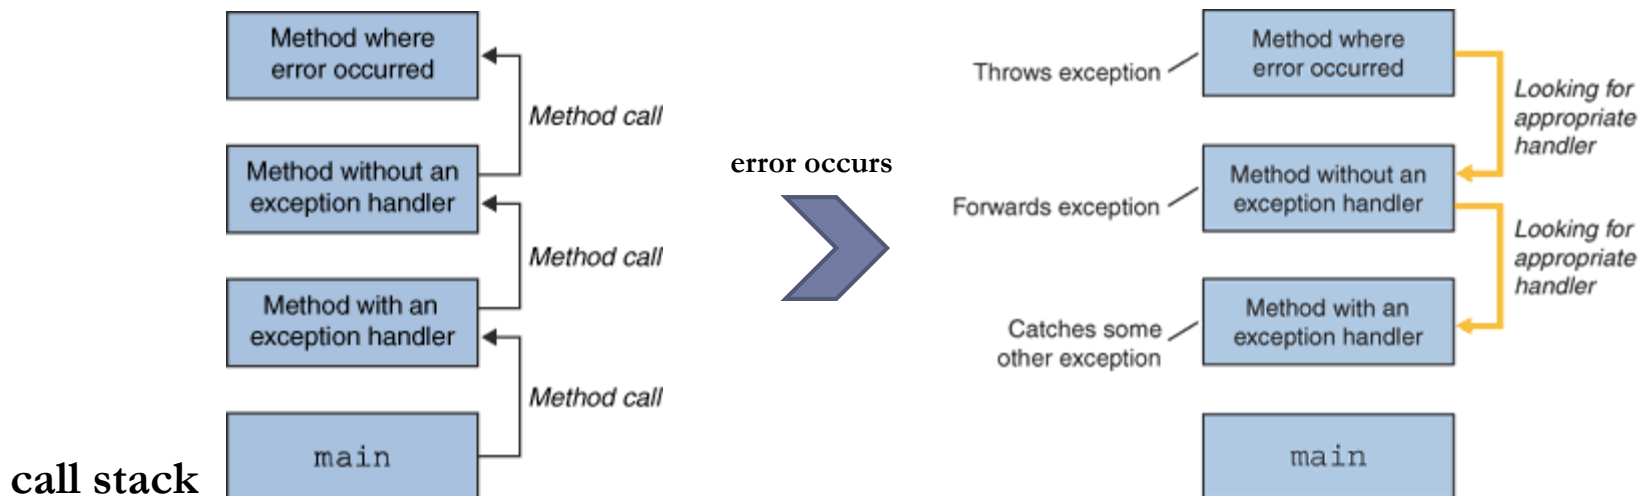 Method where
error occurred
Method call
Method without an
exception handler
Method call
Method with an
exception handler
Method call
main
call stack
error occurs
Throws exception
Method where
error occurred
Looking for
appropriate
handler
Forwards exception
Method without an
exception handler
Looking for
appropriate
handler
Catches some
other exception
Method with an
exception handler
main